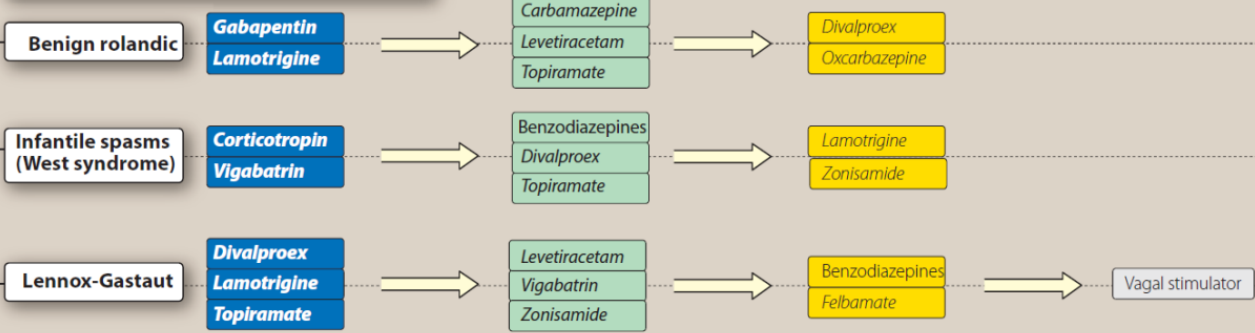 Benign rolandic
Gabapentin
Lamotrigine
Carbamazepine
Levetiracetam
Topiramate
Divalproex
Oxcarbazepine
Infantile spasms
(West syndrome)
Corticotropin
Vigabatrin
Benzodiazepines
Divalproex
Topiramate
Lamotrigine
Zonisamide
Lennox-Gastaut
Divalproex
Lamotrigine
Topiramate
Levetiracetam
Vigabatrin
Zonisamide
Benzodiazepines
Felbamate
Vagal stimulator